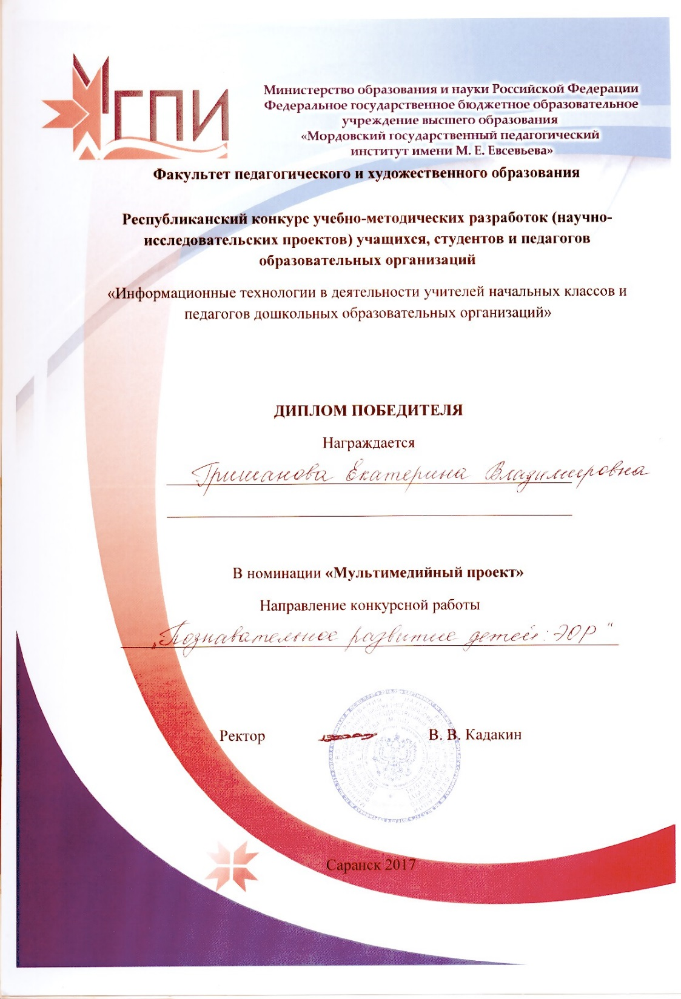 МГПИ
Министерство образования и науки Российской Федерации
Федеральное государственное бюджетное образовательное
учреждение высшего образования
«Мордовский государственный педагогический
институт имени М. Е. Евсевьева»
Факультет педагогического и художественного образования
Республиканский конкурс учебно-методических разработок (научно-
исследовательских проектов) учащихся, студентов и педагогов
образовательных организаций
«Информационные технологии в деятельности учителей начальных классов и
педагогов дошкольных образовательных организаций»
ДИПЛОМ ПОБЕДИТЕЛЯ
Награждается
Гришанова Екатерина Владимировна
В номинации «Мультимедийный проект»
Направление конкурсной работы
„Познавательное развитие детей: ЭОР"
Ректор В. В. Кадакин
Саранск 2017